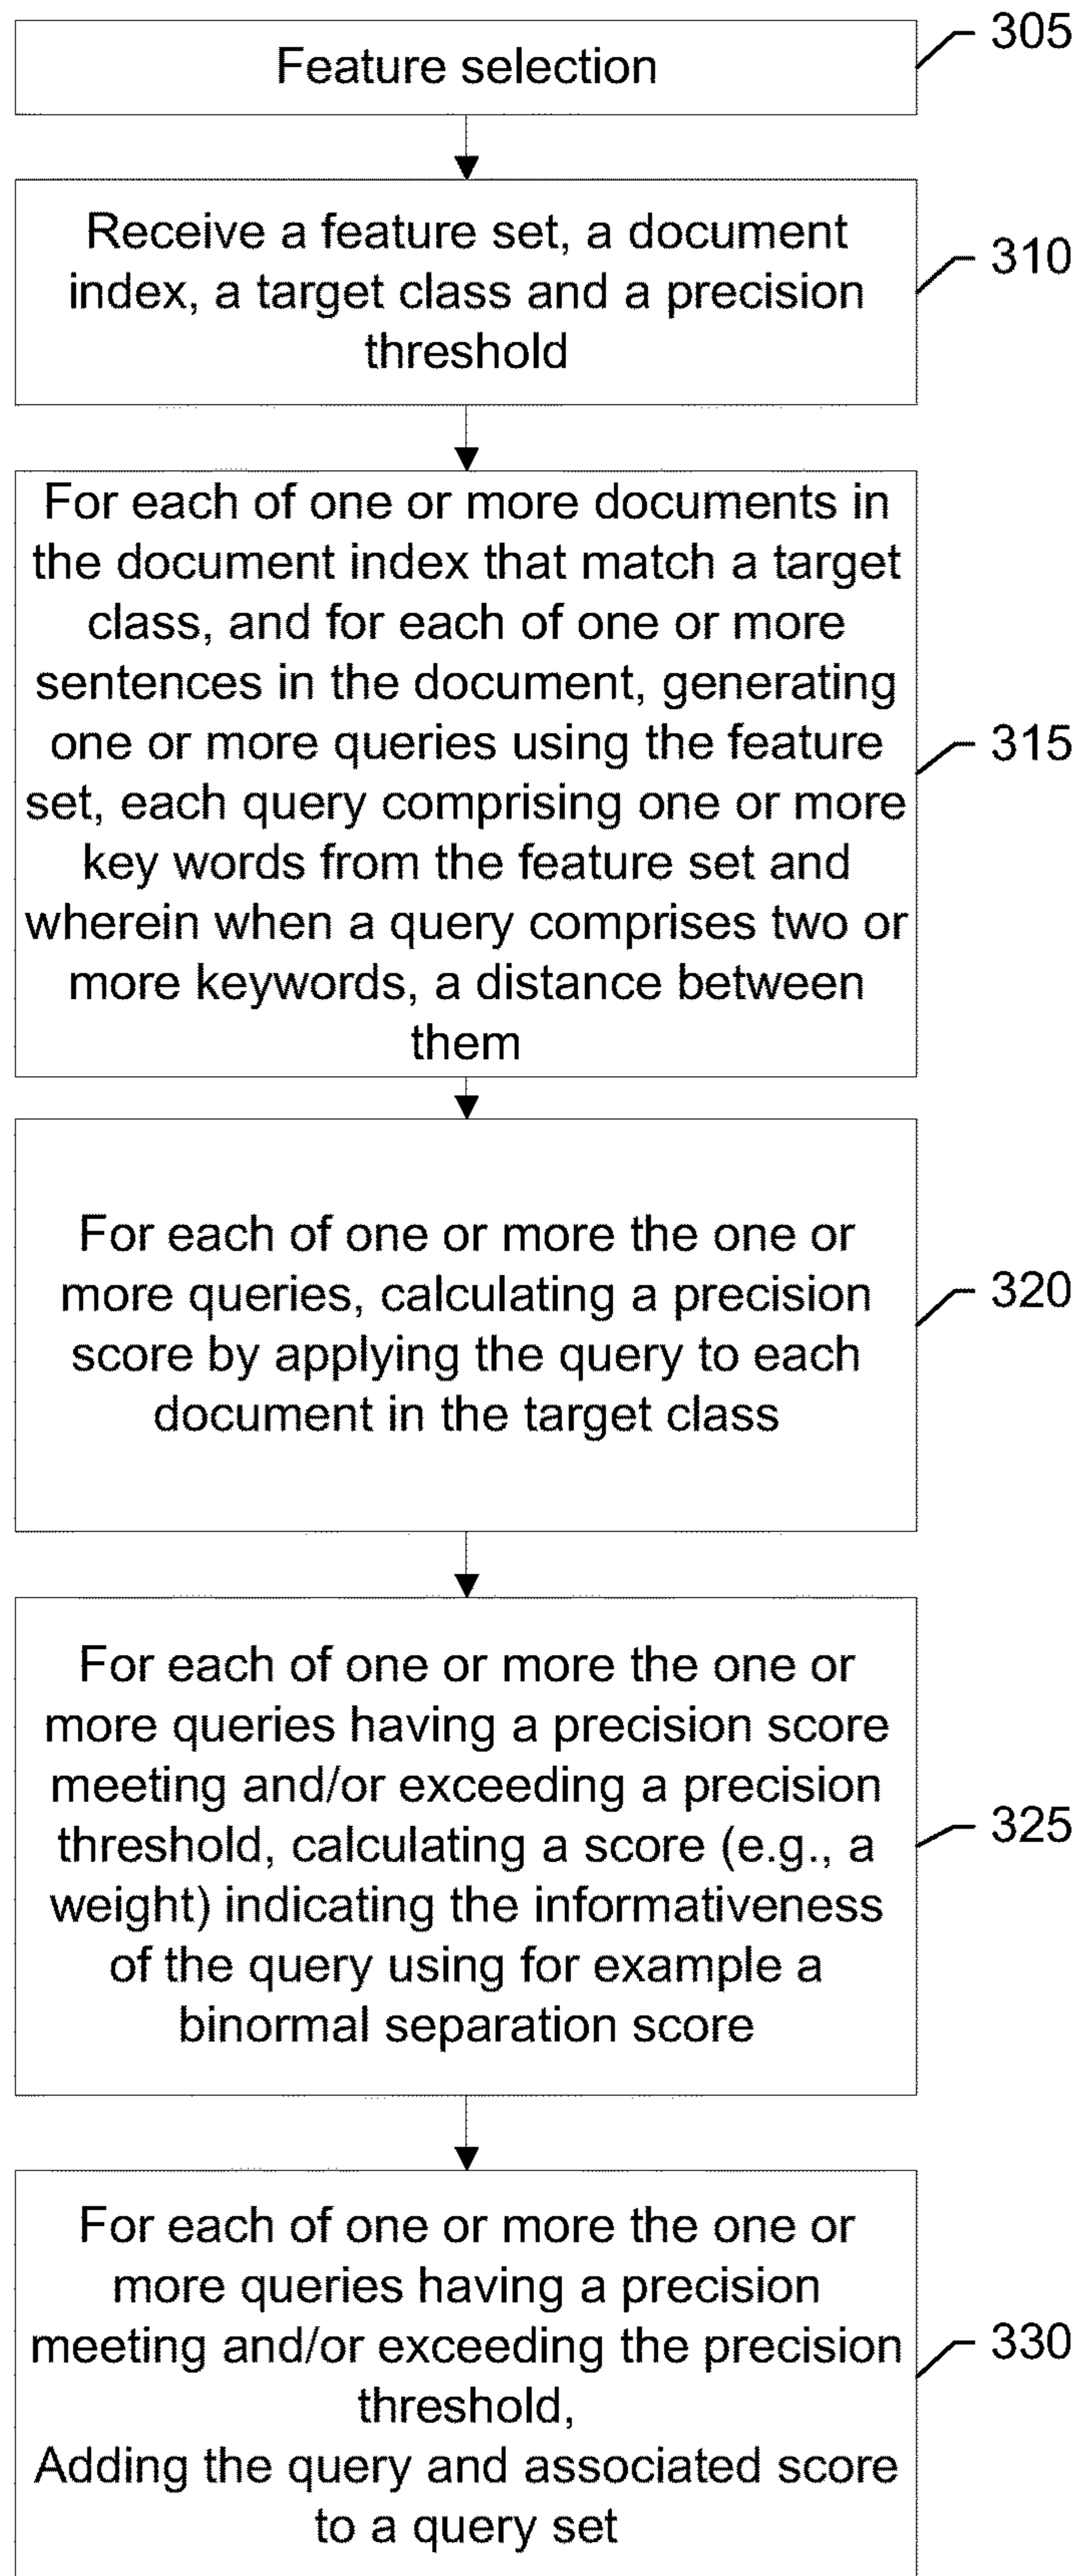 Feature selection
305
Receive a feature set, a document
index, a target class and a precision
threshold
310
For each of one or more documents in
the document index that match a target
class, and for each of one or more
sentences in the document, generating
one or more queries using the feature
set, each query comprising one or more
key words from the feature set and
wherein when a query comprises two or
more keywords, a distance between
them
315
For each of one or more the one or
more queries, calculating a precision
score by applying the query to each
document in the target class
320
For each of one or more the one or
more queries having a precision score
meeting and/or exceeding a precision
threshold, calculating a score (e.g., a
weight) indicating the informativeness
of the query using for example a
binormal separation score
325
For each of one or more the one or
more queries having a precision
meeting and/or exceeding the precision
threshold,
Adding the query and associated score
to a query set
330